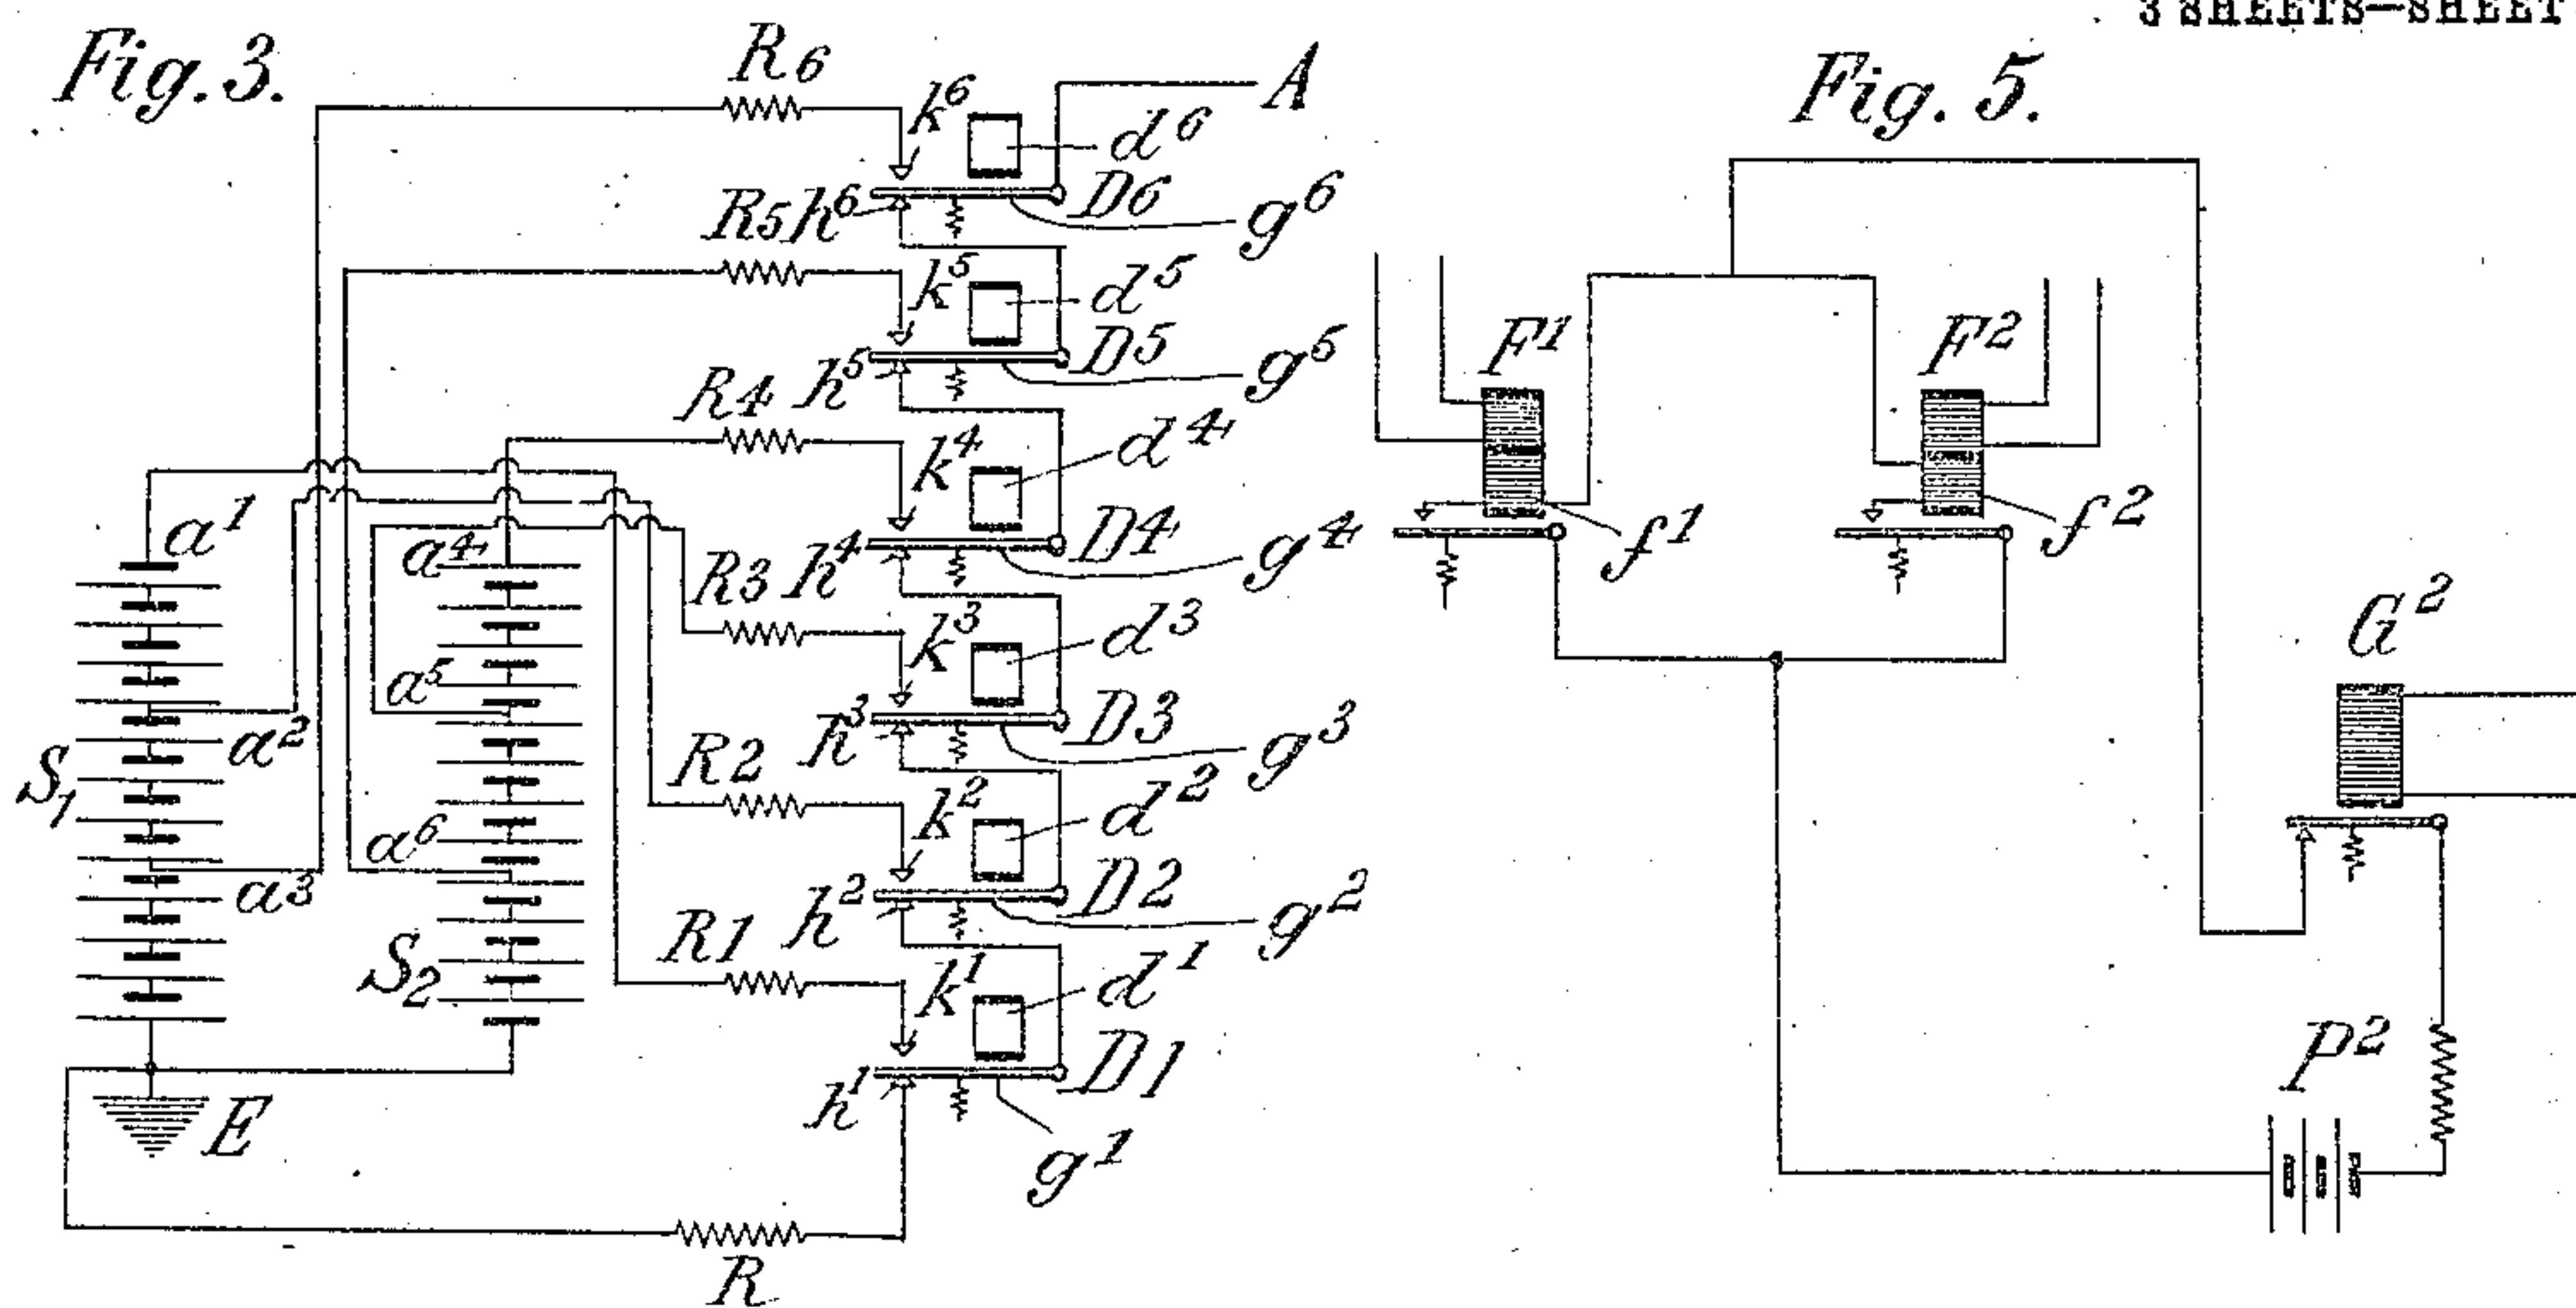 3 SHEETS—SHEET
Fig. 3.
R6
k6
d6
A
D6
g6
R5
h6
k5
d5
D5
g5
R4
h5
k4
d4
D4
g4
R3
h4
k3
d3
D3
g3
R2
h3
k2
d2
D2
g2
R1
h2
k1
d1
D1
g1
h1
R
a1
a2
a3
S1
a4
a5
a6
S2
E
Fig. 5.
F1
F2
f1
f2
G2
P2